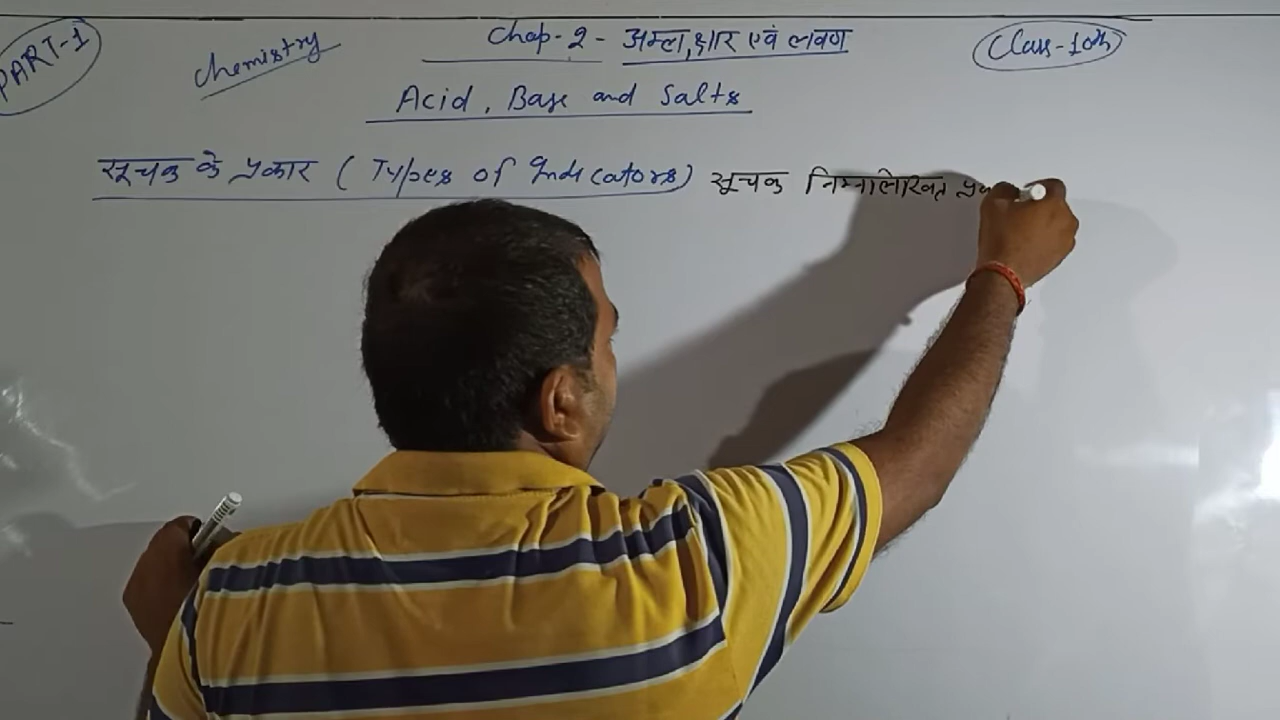 PART-1
Chemistry
Chap-2- अम्ल,क्षार एवं लवण
Class-10th
Acid, Base and Salts
सूचक के प्रकार ( Types of Indicators) सूचक निम्नलिखित